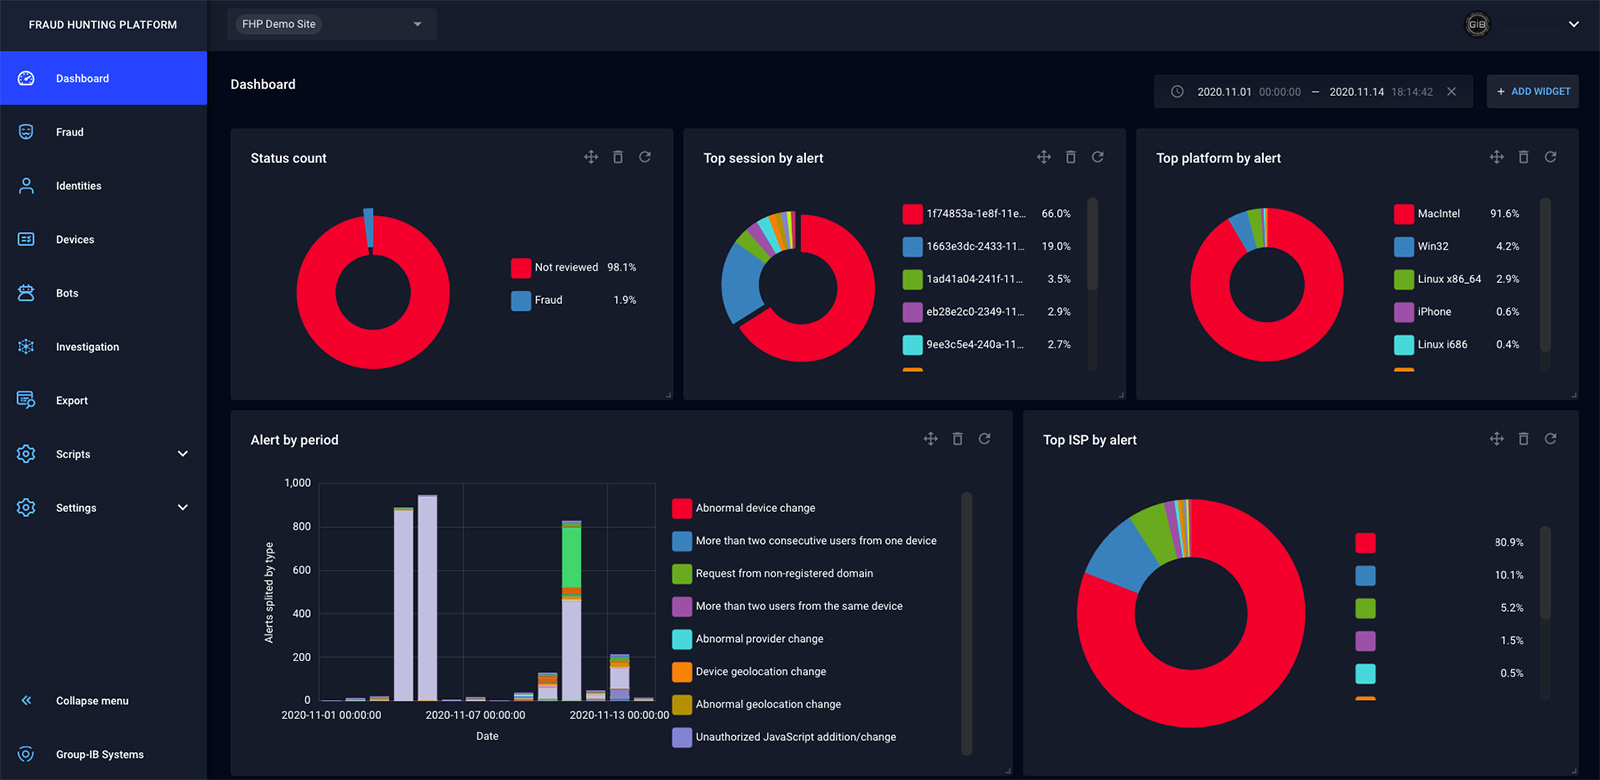 FRAUD HUNTING PLATFORM
FHP Demo Site
GIB
Dashboard
Fraud
Identities
Devices
Bots
Investigation
Export
Scripts
Settings
Collapse menu
Group-IB Systems
Dashboard
2020.11.01 00:00:00 – 2020.11.14 18:14:42
+ ADD WIDGET
Status count
Not reviewed 98.1%
Fraud 1.9%
Top session by alert
1f74853a-1e8f-11e... 66.0%
1663e3dc-2433-11... 19.0%
1ad41a04-241f-11... 3.5%
eb28e2c0-2349-11... 2.9%
9ee3c5e4-240a-11... 2.7%
Top platform by alert
MacIntel 91.6%
Win32 4.2%
Linux x86_64 2.9%
iPhone 0.6%
Linux i686 0.4%
Alert by period
Alerts splited by type
1,000
800
600
400
200
0
2020-11-01 00:00:00
2020-11-07 00:00:00
2020-11-13 00:00:00
Date
Abnormal device change
More than two consecutive users from one device
Request from non-registered domain
More than two users from the same device
Abnormal provider change
Device geolocation change
Abnormal geolocation change
Unauthorized JavaScript addition/change
Top ISP by alert
80.9%
10.1%
5.2%
1.5%
0.5%